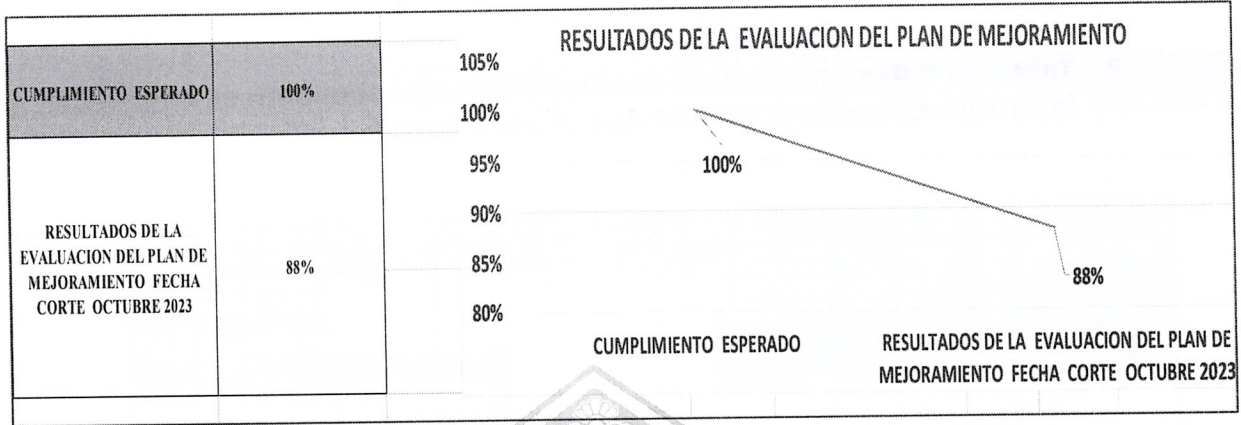 CUMPLIMIENTO ESPERADO 100%
RESULTADOS DE LA
EVALUACION DEL PLAN DE
MEJORAMIENTO FECHA
CORTE OCTUBRE 2023
88%
RESULTADOS DE LA EVALUACION DEL PLAN DE MEJORAMIENTO
105%
100%
95%
90%
85%
80%
100%
88%
CUMPLIMIENTO ESPERADO
RESULTADOS DE LA EVALUACION DEL PLAN DE
MEJORAMIENTO FECHA CORTE OCTUBRE 2023